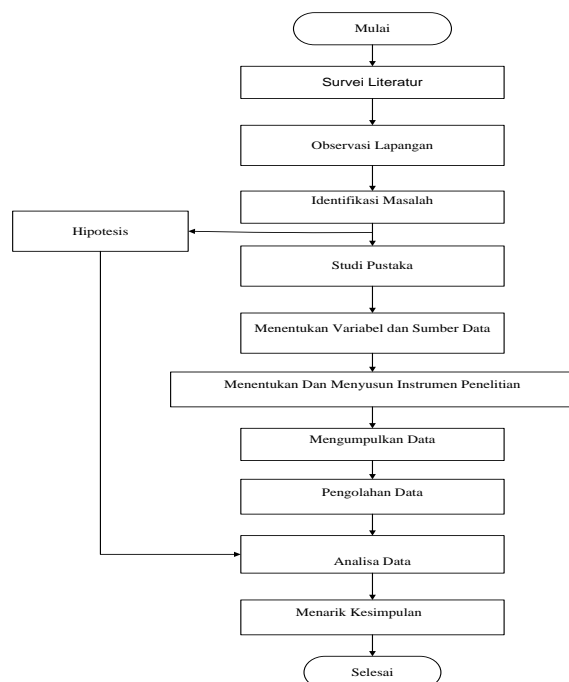 Mulai
Survei Literatur
Observasi Lapangan
Identifikasi Masalah
Hipotesis
Studi Pustaka
Menentukan Variabel dan Sumber Data
Menentukan Dan Menyusun Instrumen Penelitian
Mengumpulkan Data
Pengolahan Data
Analisa Data
Menarik Kesimpulan
Selesai